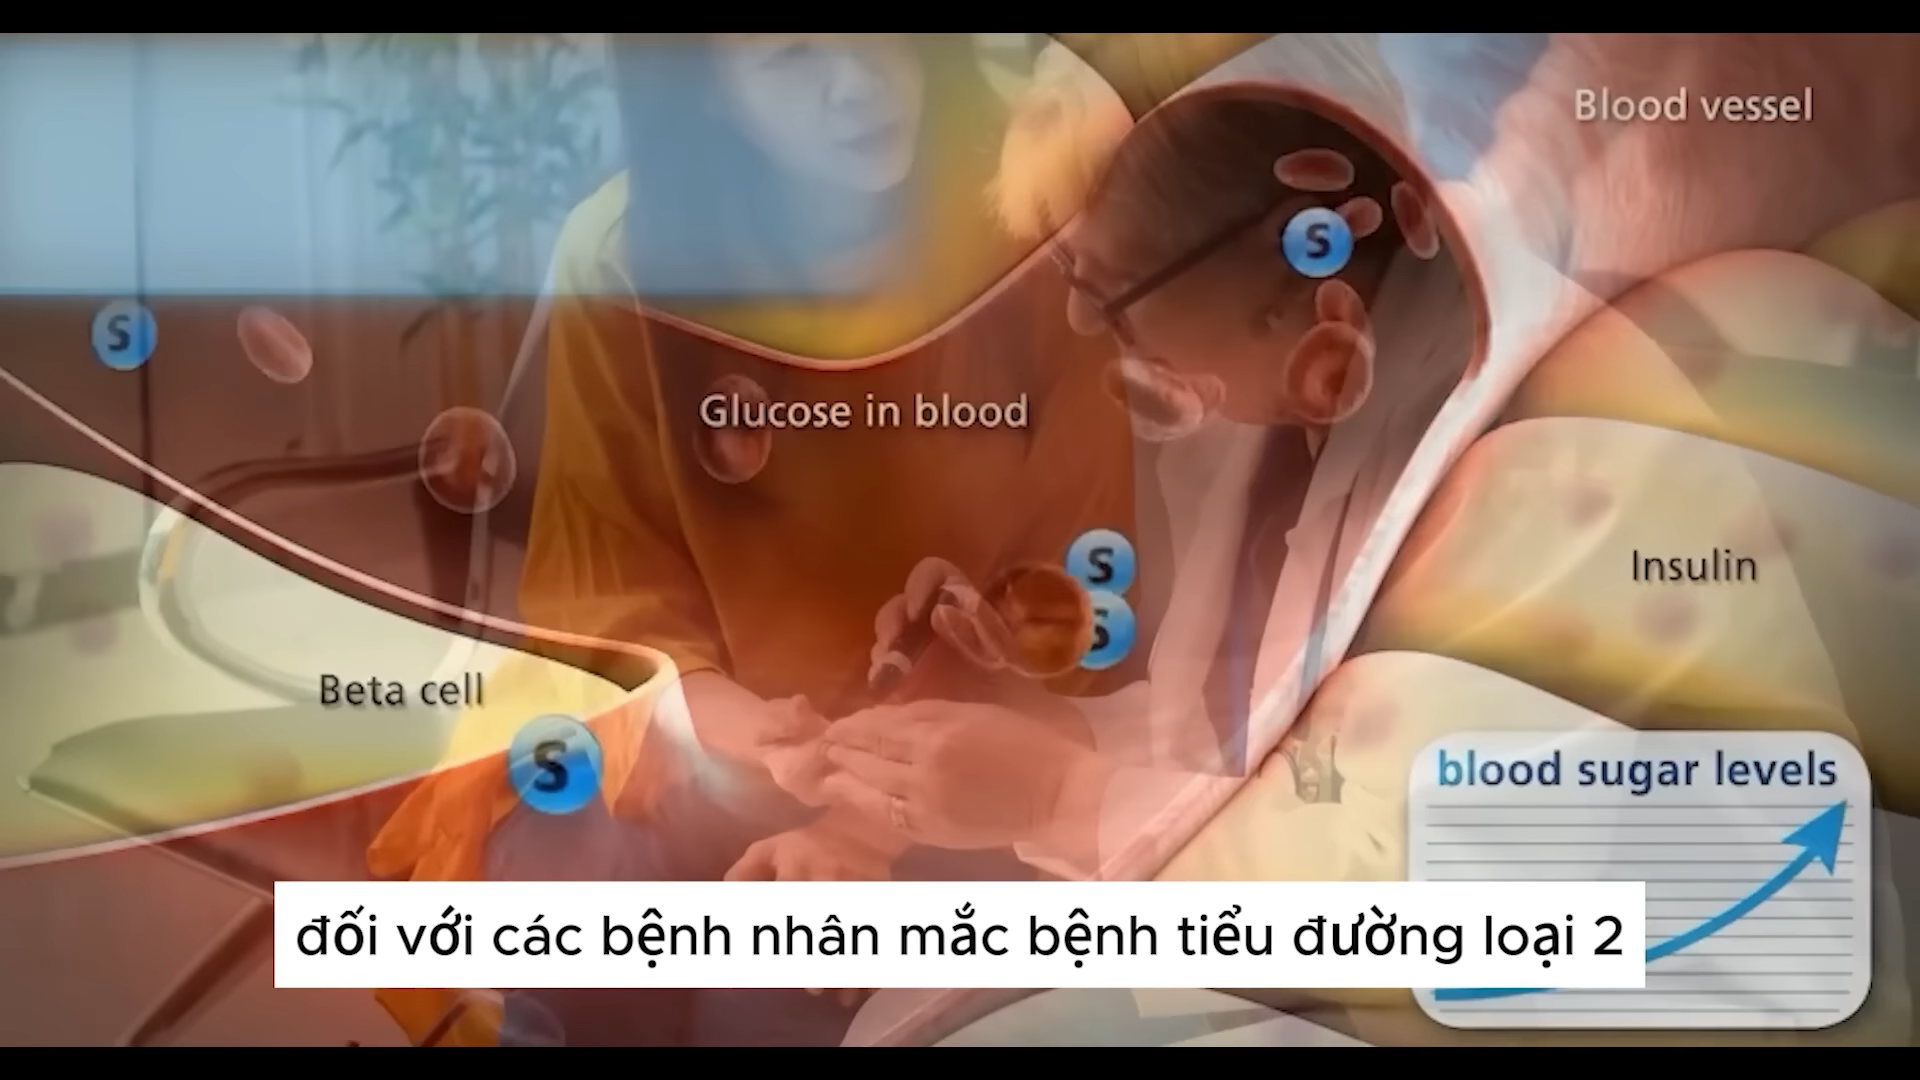 Blood vessel
S
S
Glucose in blood
S
S
Insulin
Beta cell
S
blood sugar levels
đối với các bệnh nhân mắc bệnh tiểu đường loại 2